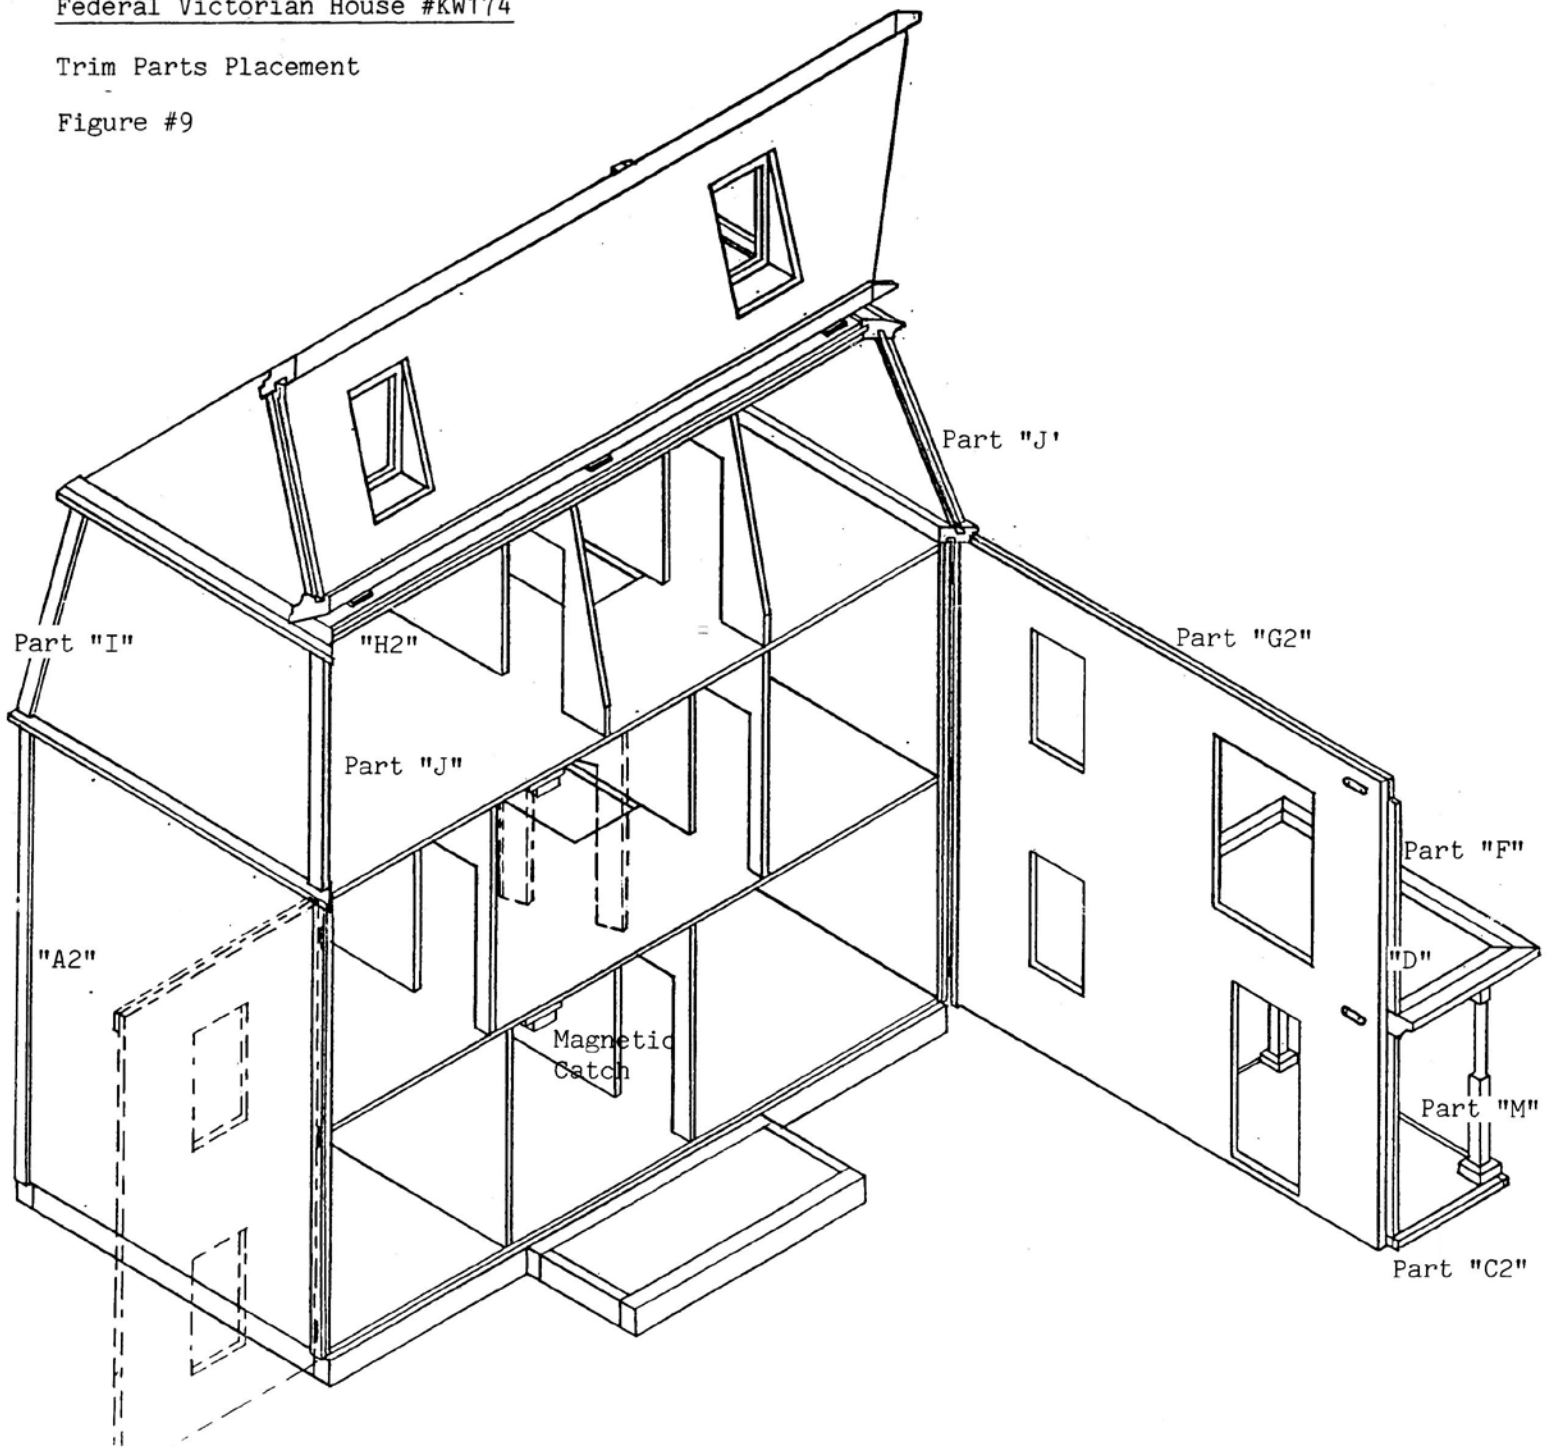 Federal Victorian House #KW174
Trim Parts Placement
Figure #9
Part "J'
Part "I"
"H2"
Part "G2"
Part "J"
Part "F"
"A2"
"D"
Magnetic
Catch
Part "M"
Part "C2"